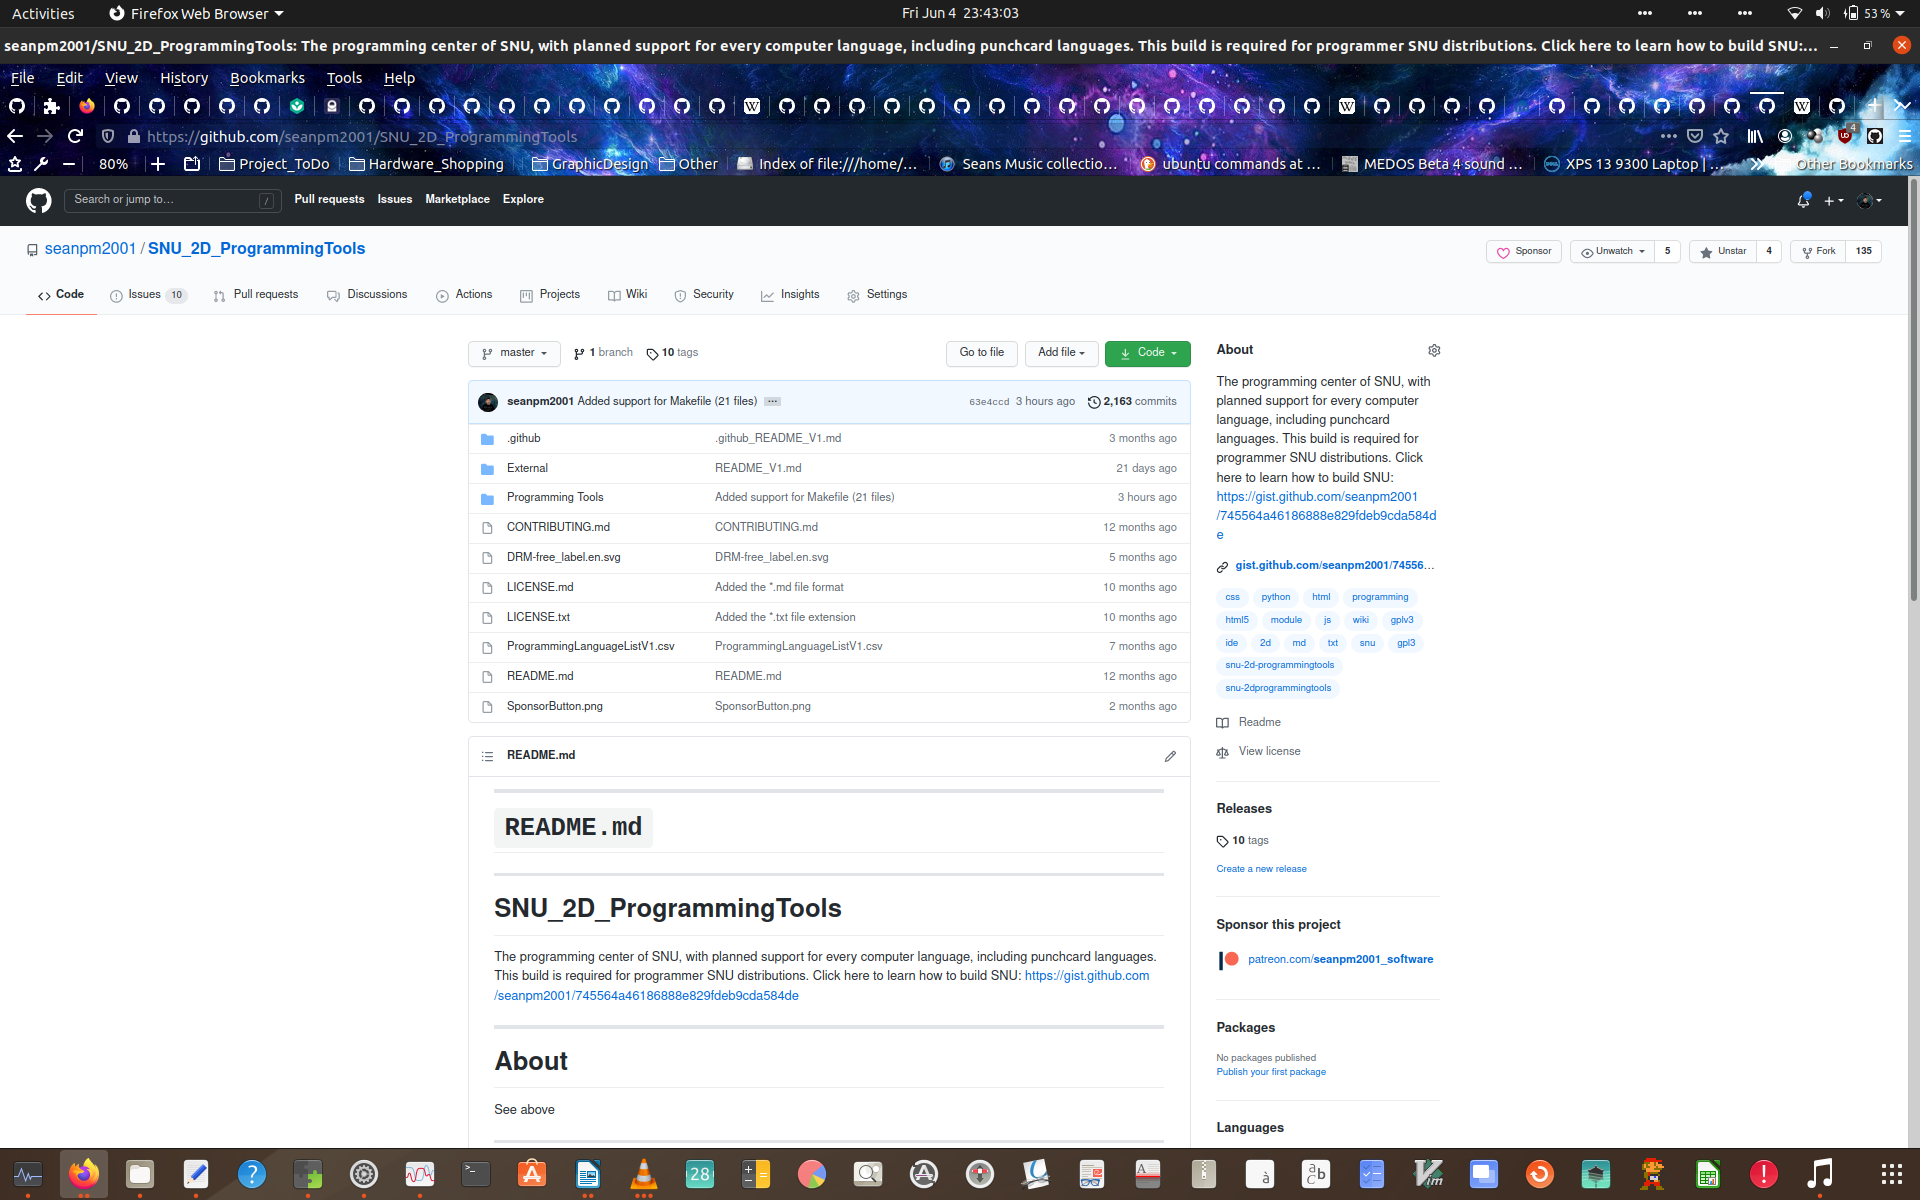 Activities
Firefox Web Browser
Fri Jun 4 23:43:03
53 %
seanpm2001/SNU_2D_ProgrammingTools: The programming center of SNU, with planned support for every computer language, including punchcard languages. This build is required for programmer SNU distributions. Click here to learn how to build SNU:...
File Edit View History Bookmarks Tools Help
https://github.com/seanpm2001/SNU_2D_ProgrammingTools
4
80%
Project_ToDo
Hardware_Shopping
GraphicDesign
Other
Index of file:///home/...
Seans Music collectio...
ubuntu commands at ...
MEDOS Beta 4 sound ...
XPS 13 9300 Laptop | ...
Other Bookmarks
Search or jump to...
/
Pull requests
Issues
Marketplace
Explore
seanpm2001 / SNU_2D_ProgrammingTools
Sponsor
Unwatch 5
Unstar 4
Fork 135
Code
Issues 10
Pull requests
Discussions
Actions
Projects
Wiki
Security
Insights
Settings
master
1 branch
10 tags
Go to file
Add file
Code
seanpm2001 Added support for Makefile (21 files) ...
63e4ccd 3 hours ago
2,163 commits
.github .github_README_V1.md 3 months ago
External README_V1.md 21 days ago
Programming Tools Added support for Makefile (21 files) 3 hours ago
CONTRIBUTING.md CONTRIBUTING.md 12 months ago
DRM-free_label.en.svg DRM-free_label.en.svg 5 months ago
LICENSE.md Added the *.md file format 10 months ago
LICENSE.txt Added the *.txt file extension 10 months ago
ProgrammingLanguageListV1.csv ProgrammingLanguageListV1.csv 7 months ago
README.md README.md 12 months ago
SponsorButton.png SponsorButton.png 2 months ago
README.md
README.md
SNU_2D_ProgrammingTools
The programming center of SNU, with planned support for every computer language, including punchcard languages.
This build is required for programmer SNU distributions. Click here to learn how to build SNU: https://gist.github.com
/seanpm2001/745564a46186888e829fdeb9cda584de
About
See above
About
The programming center of SNU, with
planned support for every computer
language, including punchcard
languages. This build is required for
programmer SNU distributions. Click
here to learn how to build SNU:
https://gist.github.com/seanpm2001
/745564a46186888e829fdeb9cda584d
e
gist.github.com/seanpm2001/74556...
css python html programming
html5 module js wiki gplv3
ide 2d md txt snu gpl3
snu-2d-programmingtools
snu-2dprogrammingtools
Readme
View license
Releases
10 tags
Create a new release
Sponsor this project
patreon.com/seanpm2001_software
Packages
No packages published
Publish your first package
Languages
28